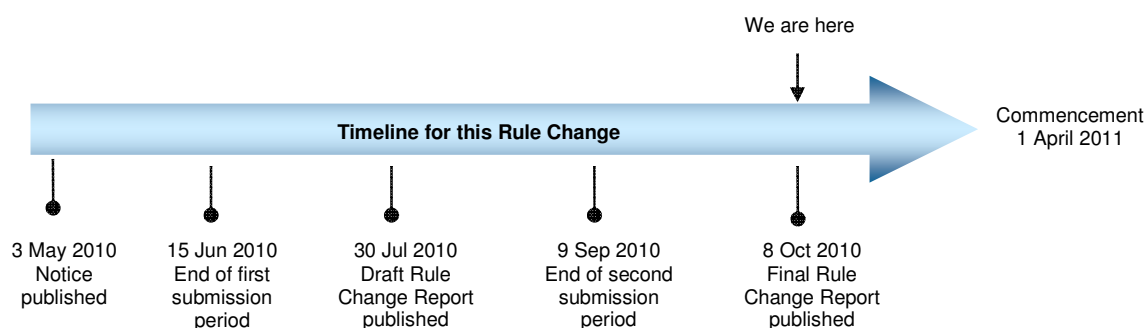 We are here
Timeline for this Rule Change
Commencement
1 April 2011
3 May 2010
Notice
published
15 Jun 2010
End of first
submission
period
30 Jul 2010
Draft Rule
Change Report
published
9 Sep 2010
End of second
submission
period
8 Oct 2010
Final Rule
Change Report
published